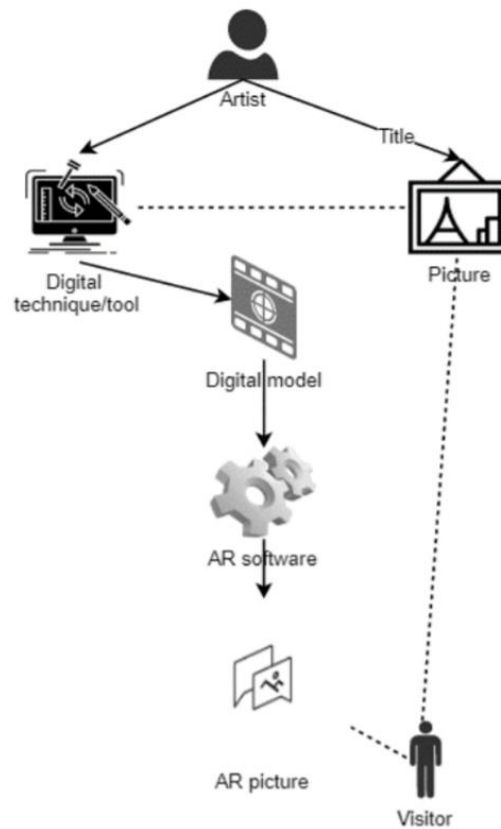 Artist
Title
Digital
technique/tool
Picture
Digital model
AR software
AR picture
Visitor